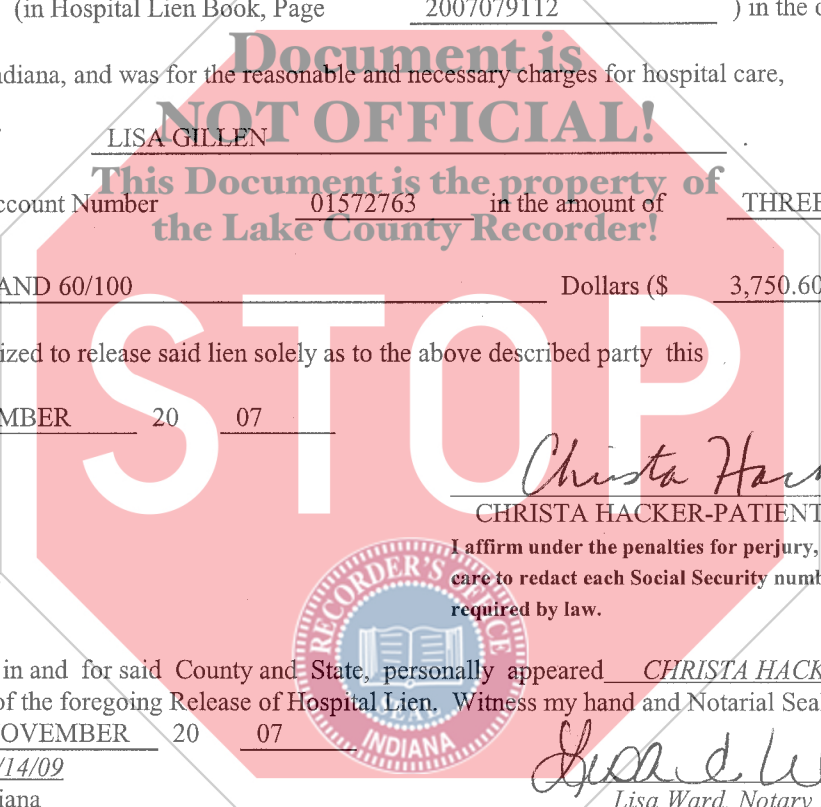 (in Hospital Lien Book, Page 2007079112 ) in the
ndiana, and was for the reasonable and necessary charges for hospital care,
Document is
NOT OFFICIAL!
LISA GILLEN .
This Document is the property of
ccount Number 01572763 in the amount of THREE
the Lake County Recorder!
AND 60/100 Dollars ($ 3,750.60
ized to release said lien solely as to the above described party this
STOP
MBER 20 07
Christa Hack
CHRISTA HACKER-PATIENT
I affirm under the penalties for perjury,
care to redact each Social Security numb
required by law.
RECORDER'S OFFICE
SEAL
INDIANA
in and for said County and State, personally appeared CHRISTA HACK
of the foregoing Release of Hospital Lien. Witness my hand and Notarial Seal
OVEMBER 20 07
/14/09
Lisa Ward, Notary
iana